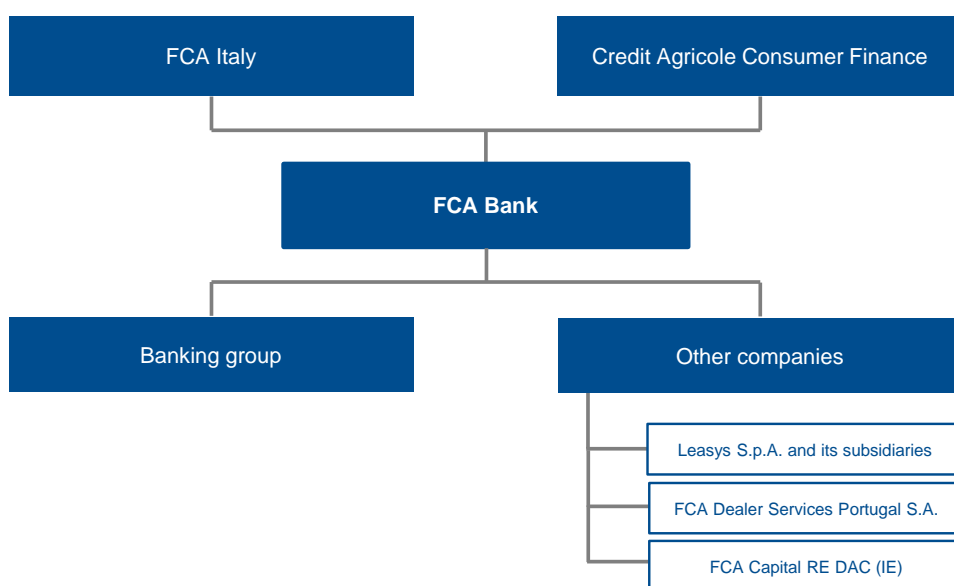 FCA Italy
Credit Agricole Consumer Finance
FCA Bank
Banking group
Other companies
Leasys S.p.A. and its subsidiaries
FCA Dealer Services Portugal S.A.
FCA Capital RE DAC (IE)